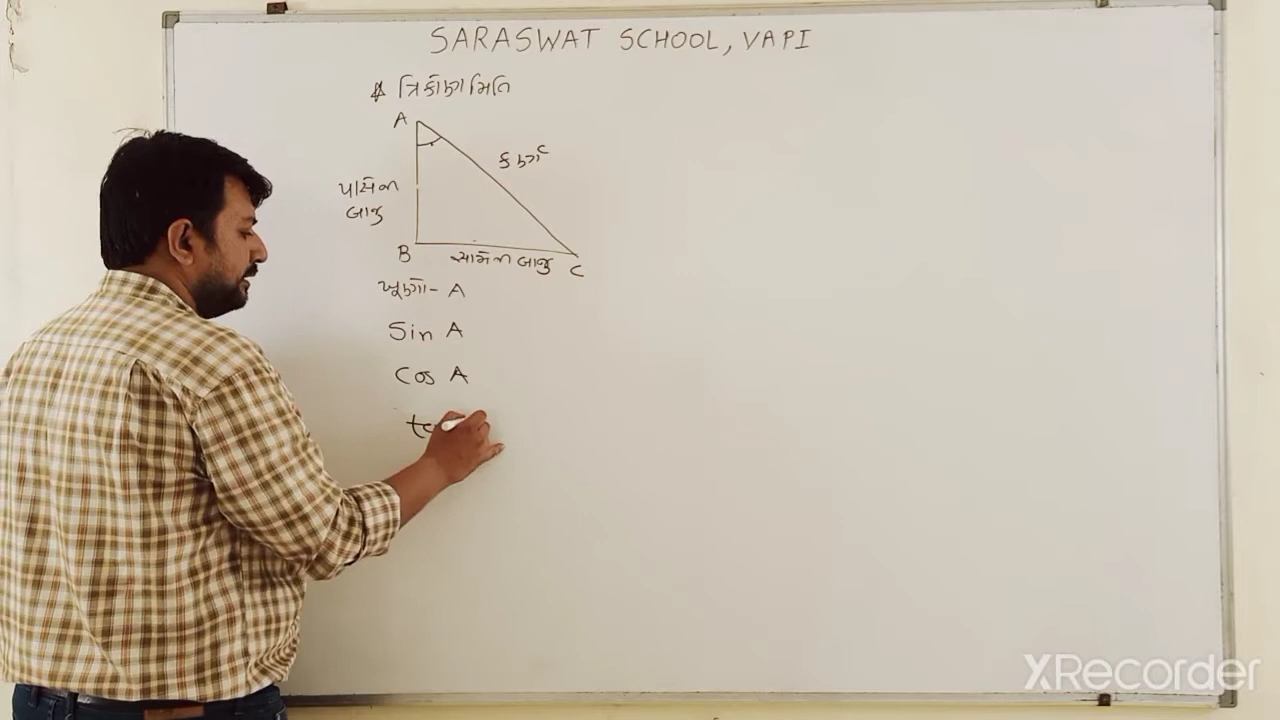 SARASWAT SCHOOL, VAPI
* ત્રિકોણમિતિ
A
કર્ણ
પાસેની
બાજુ
B
સામેની બાજુ
C
ખૂણો - A
Sin A
Cos A
XRecorder